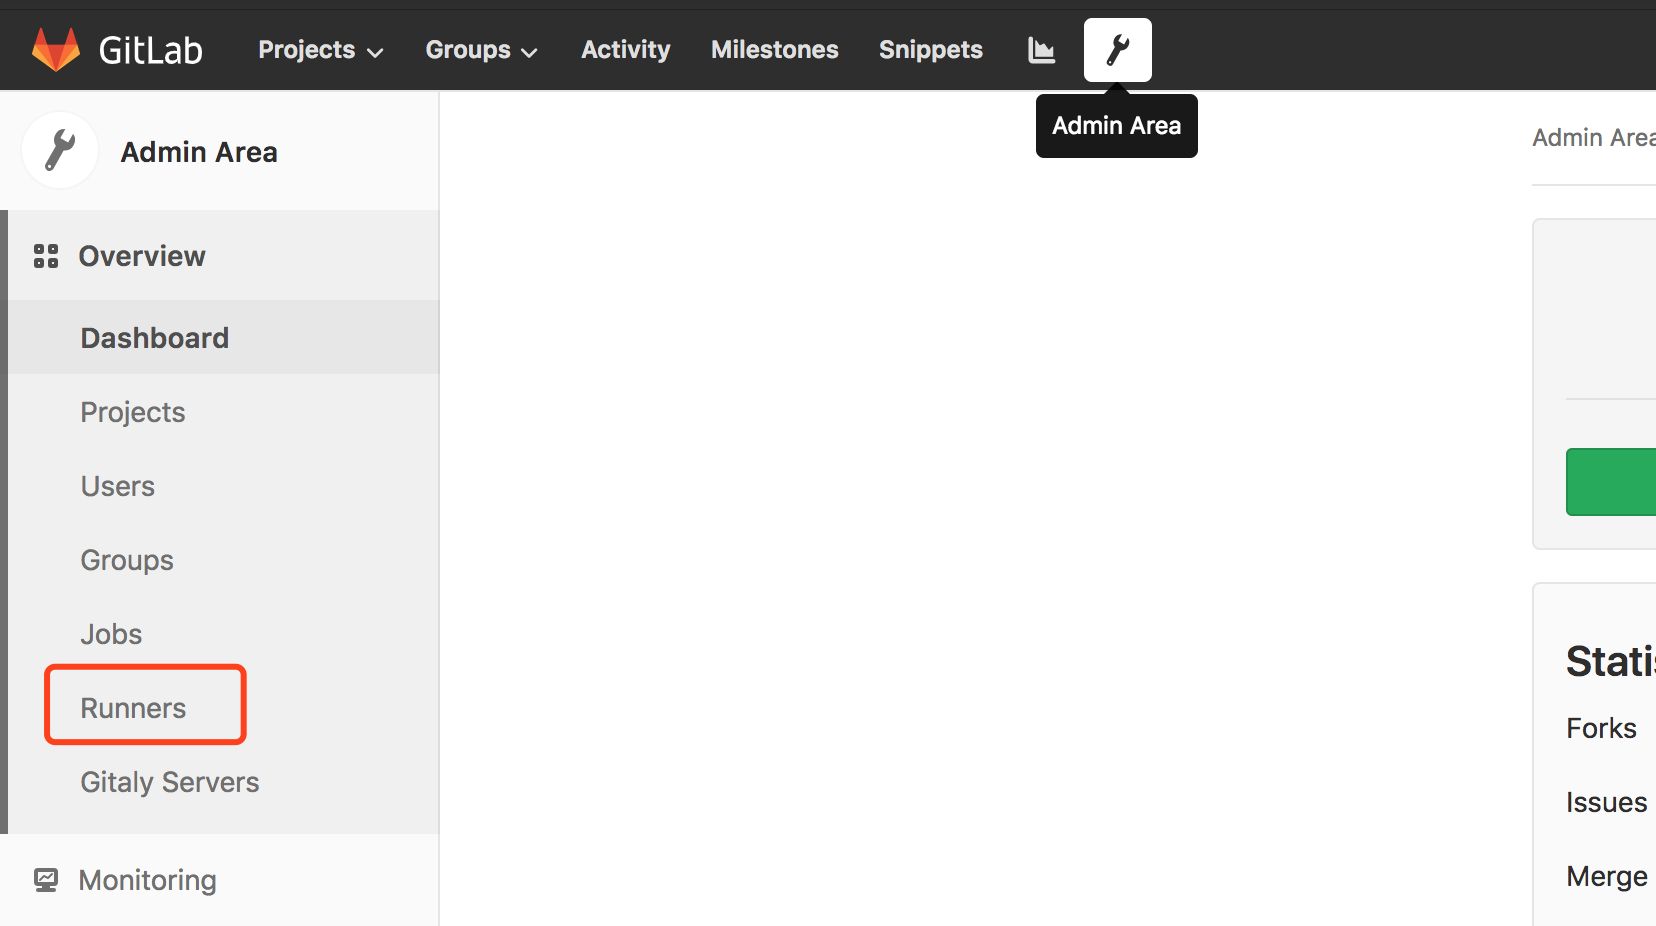 GitLab Projects Groups Activity Milestones Snippets
Admin Area
Admin Area
Admin Area
Overview
Dashboard
Projects
Users
Groups
Jobs
Runners
Gitaly Servers
Monitoring
Forks
Issues
Merge